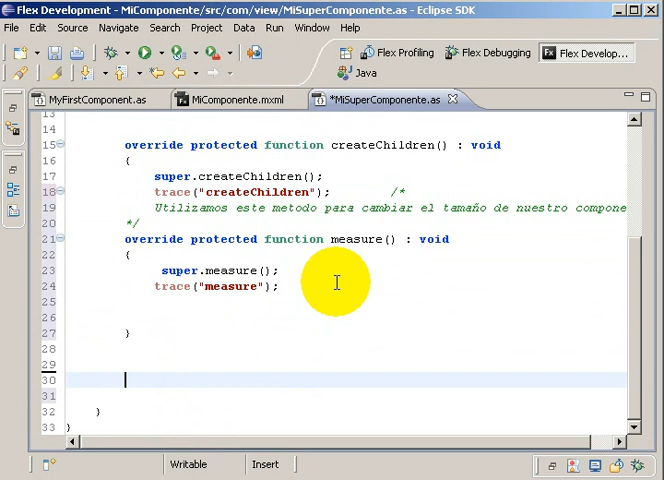 Flex Development - MiComponente/src/com/view/MiSuperComponente.as - Eclipse SDK
File Edit Source Navigate Search Project Data Run Window Help
Flex Profiling Flex Debugging Flex Develop...
Java
MyFirstComponent.as MiComponente.mxml *MiSuperComponente.as
13
14
15 override protected function createChildren() : void
16 {
17 super.createChildren();
18 trace("createChildren"); /*
19 Utilizamos este metodo para cambiar el tamaño de nuestro compone
20 */
21 override protected function measure() : void
22 {
23 super.measure();
24 trace("measure");
25
26
27 }
28
29
30
31
32 }
33 }
Writable Insert